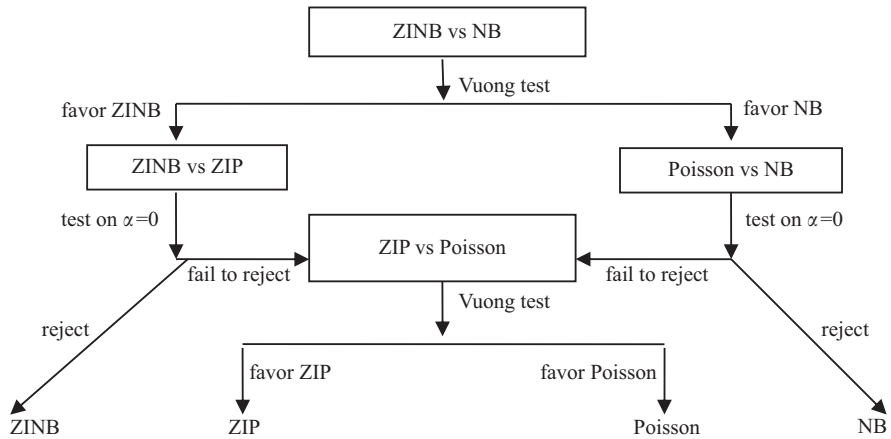 ZINB vs NB
Vuong test
favor ZINB
favor NB
ZINB vs ZIP
Poisson vs NB
test on α=0
test on α=0
ZIP vs Poisson
fail to reject
fail to reject
Vuong test
reject
reject
favor ZIP
favor Poisson
ZINB
ZIP
Poisson
NB